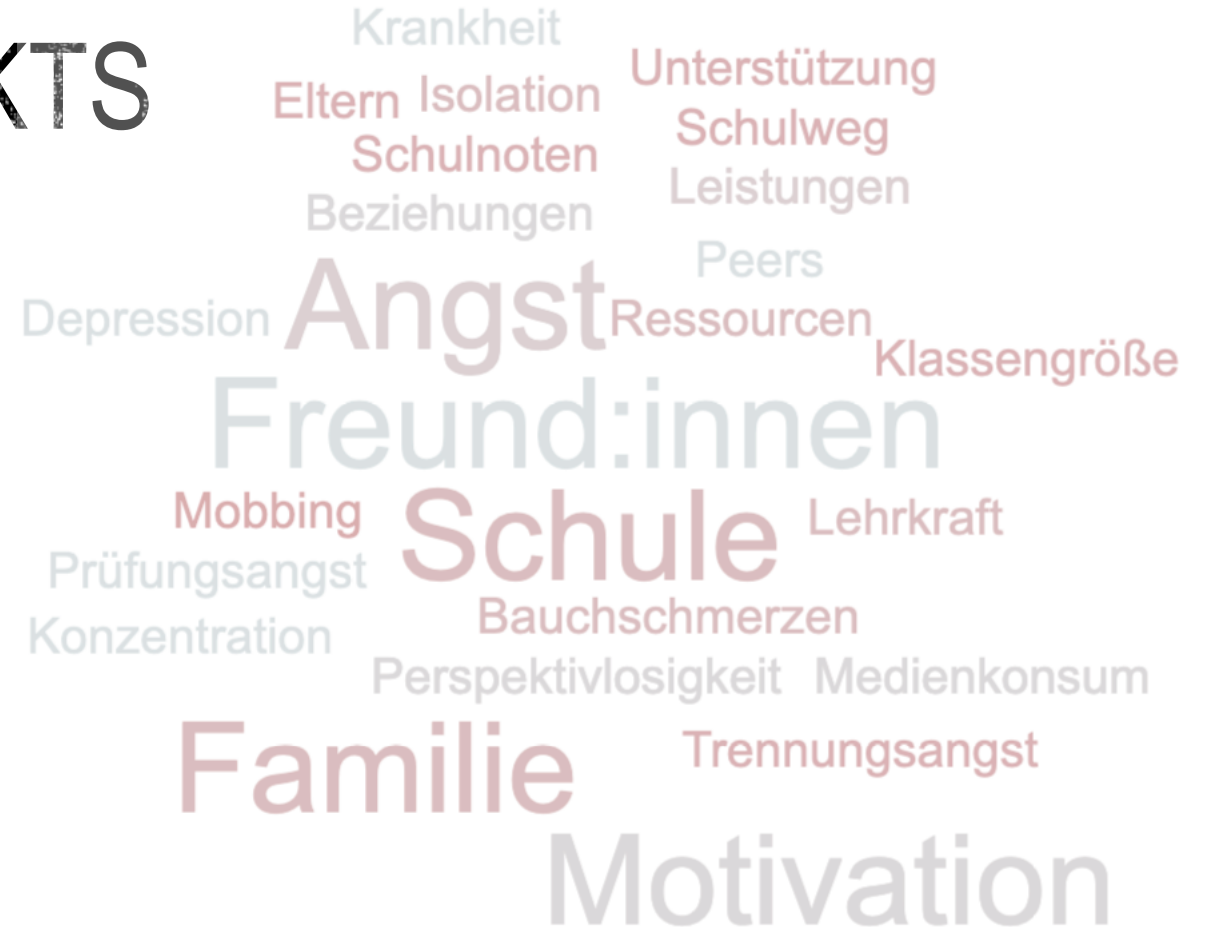 KTS
Krankheit
Unterstützung
Eltern Isolation
Schulweg
Schulnoten
Leistungen
Beziehungen
Peers
Depression Angst Ressourcen
Klassengröße
Freund:innen
Mobbing Schule Lehrkraft
Prüfungsangst
Bauchschmerzen
Konzentration
Perspektivlosigkeit Medienkonsum
Familie Trennungsangst
Motivation